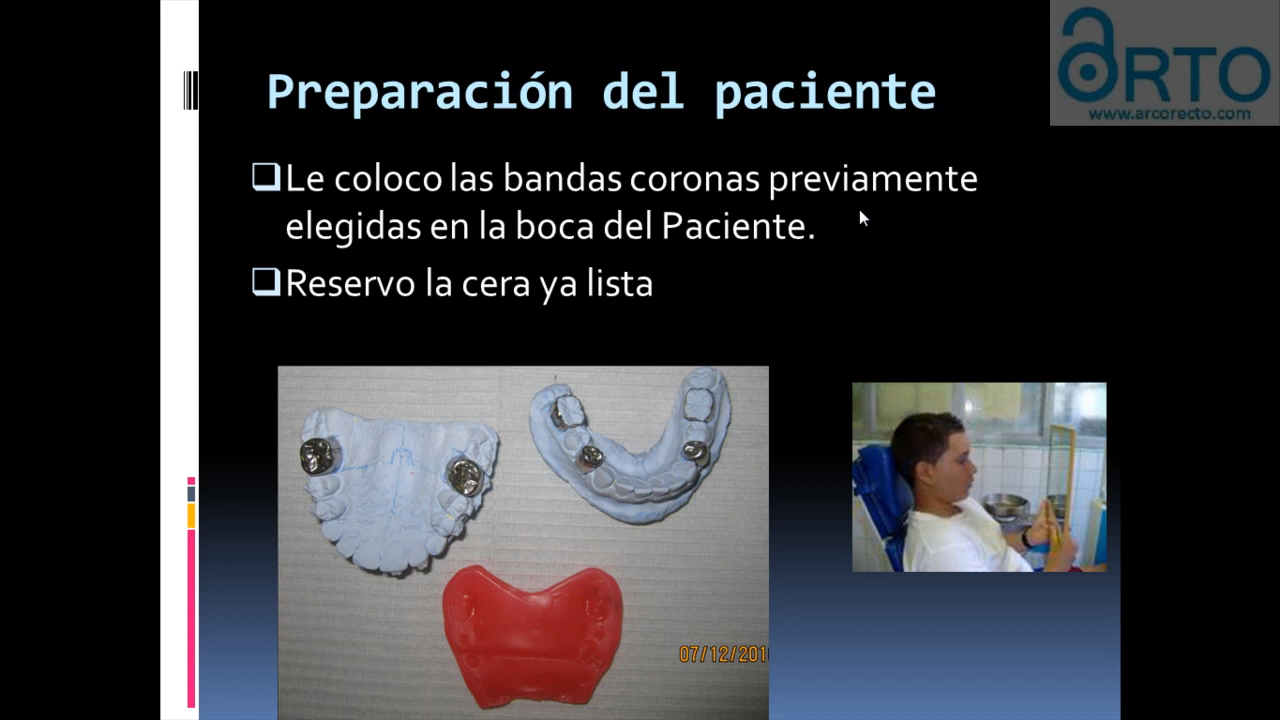 Preparación del paciente
Le coloco las bandas coronas previamente
elegidas en la boca del Paciente.
Reservo la cera ya lista
aRTO
www.arcorecto.com
07/12/201